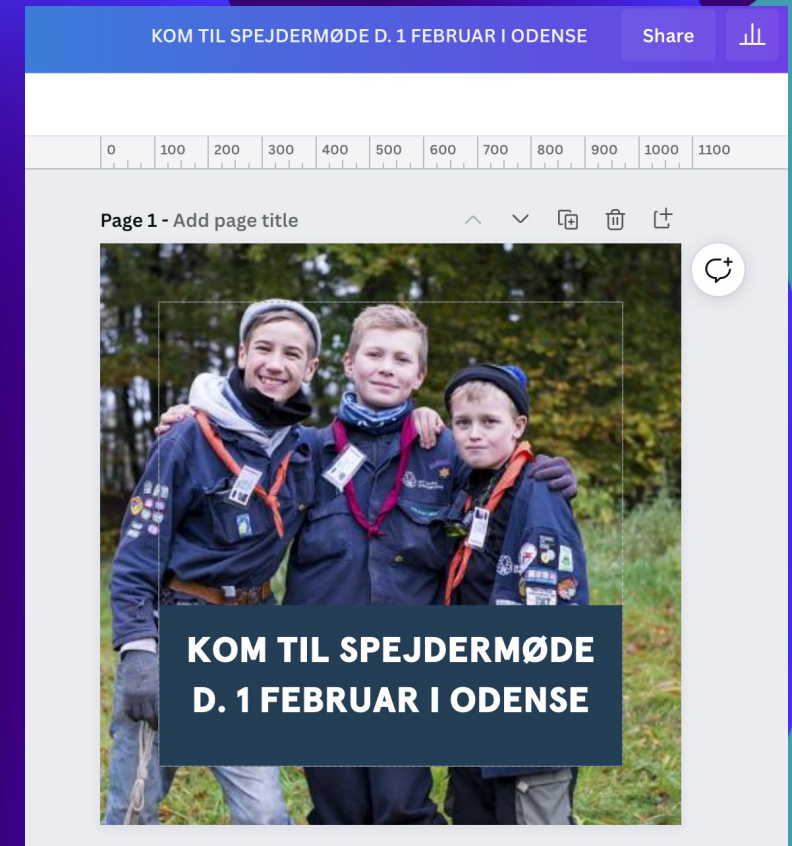 KOM TIL SPEJDERMØDE D. 1 FEBRUAR I ODENSE
Share
0 100 200 300 400 500 600 700 800 900 1000 1100
Page 1 - Add page title
KOM TIL SPEJDERMØDE
D. 1 FEBRUAR I ODENSE